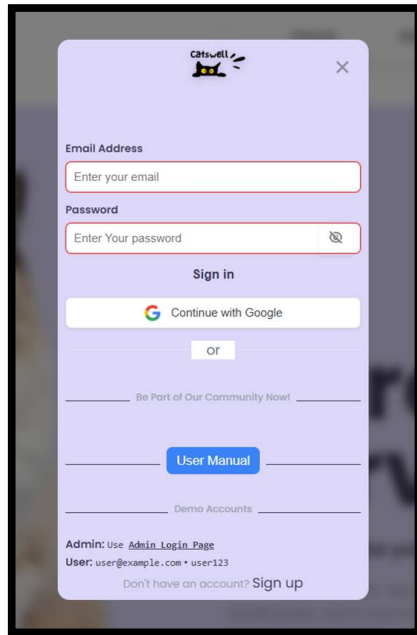 Catswell
Email Address
Enter your email
Password
Enter Your password
Sign in
Continue with Google
or
Be Part of Our Community Now!
User Manual
Demo Accounts
Admin: Use Admin Login Page
User: user@example.com • user123
Don't have an account? Sign up